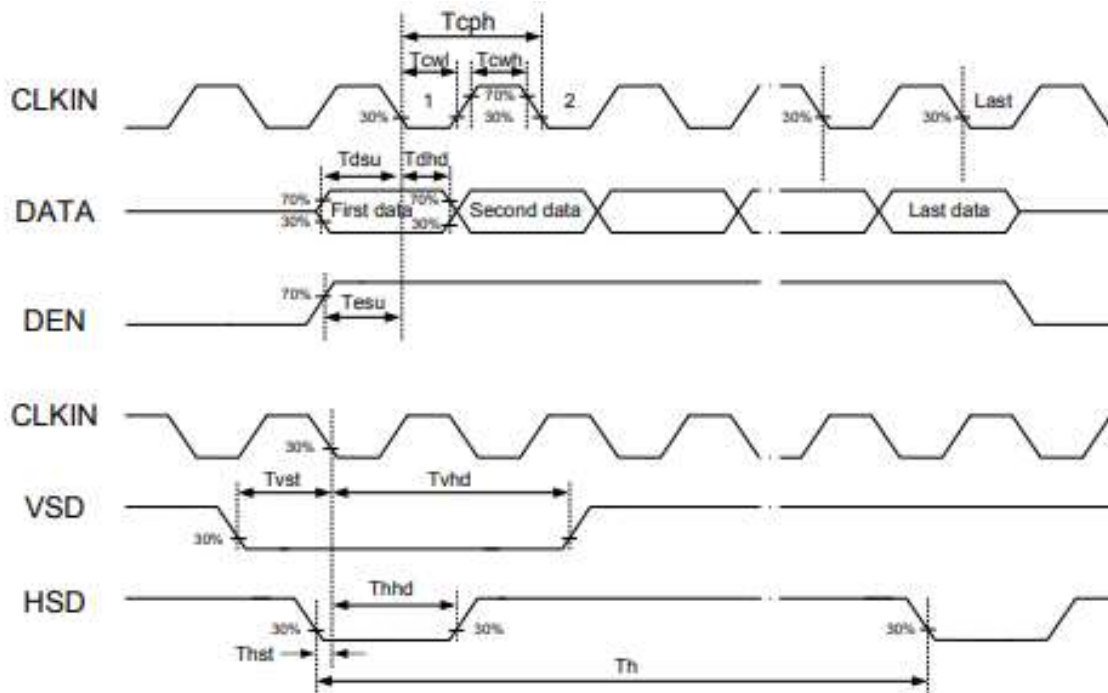 Tcph
Tcwl Tcwh
CLKIN 1 70% 2 Last
30% 30% 30% 30%
Tdsu Tdhd
70% 70%
DATA First data Second data Last data
30% 30%
70%
DEN Tesu
CLKIN
30%
Tvst Tvhd
VSD
30%
HSD Thhd
30% 30% 30%
Thst
Th